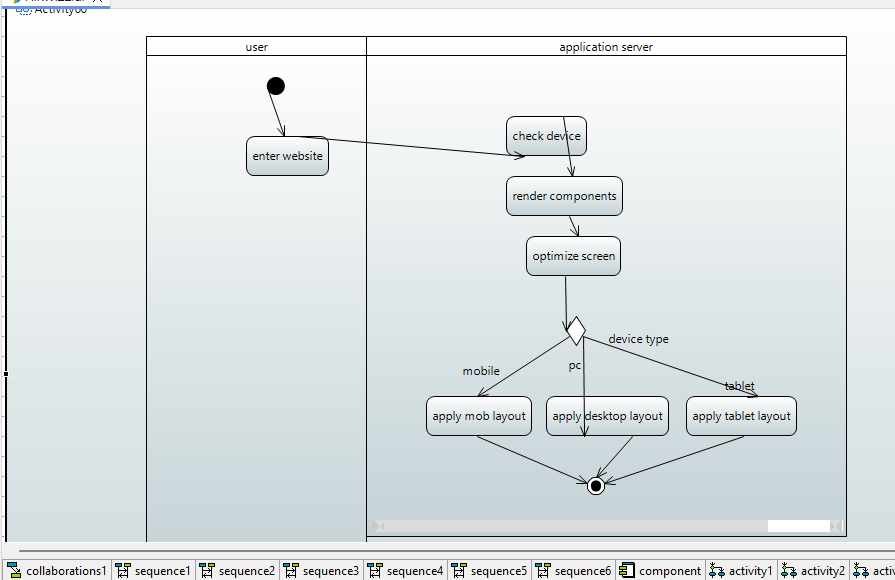 Activity60
user
application server
enter website
check device
render components
optimize screen
device type
mobile
pc
tablet
apply mob layout
apply desktop layout
apply tablet layout
collaborations1 sequence1 sequence2 sequence3 sequence4 sequence5 sequence6 component activity1 activity2